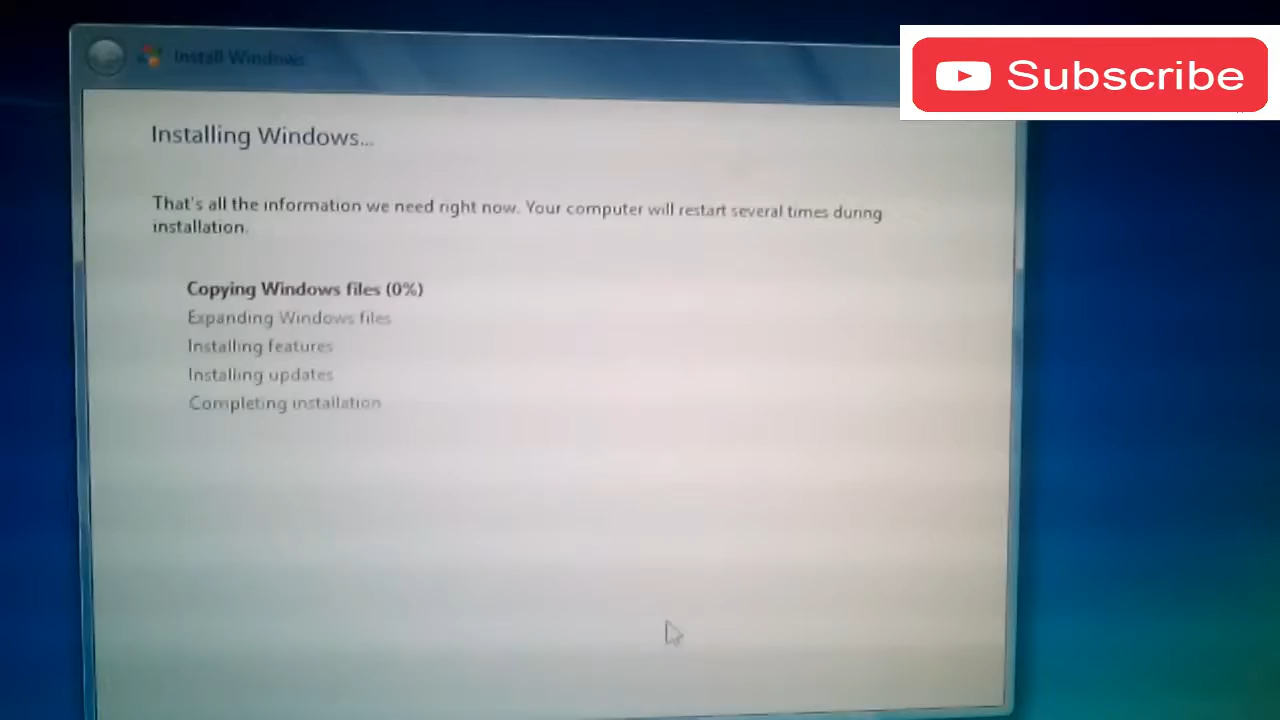 Install Windows
Subscribe
Installing Windows...
That's all the information we need right now. Your computer will restart several times during
installation.
Copying Windows files (0%)
Expanding Windows files
Installing features
Installing updates
Completing installation